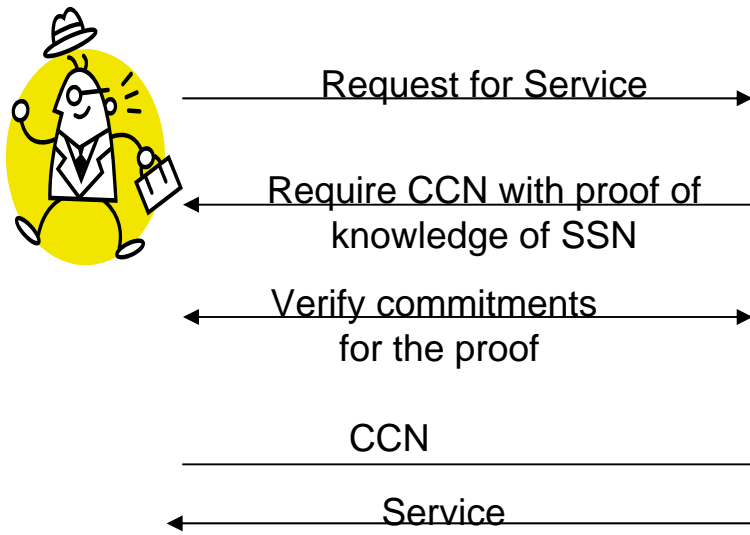 Request for Service
Require CCN with proof of
knowledge of SSN
Verify commitments
for the proof
CCN
Service